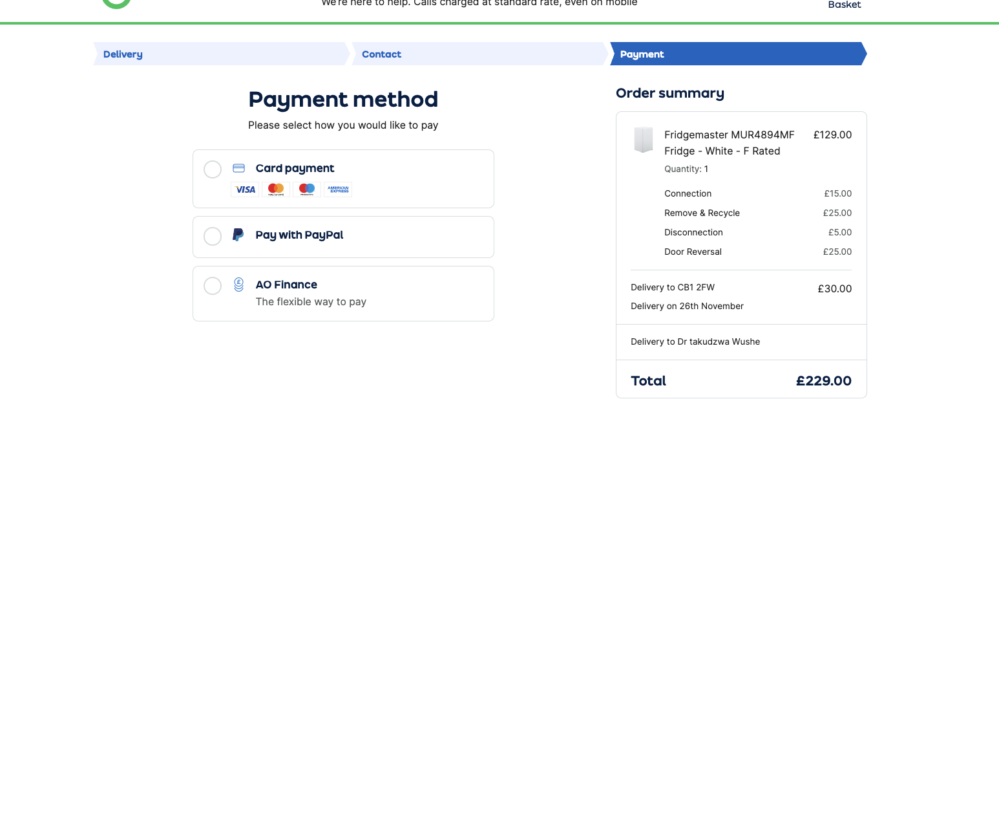 We're here to help. Calls charged at standard rate, even on mobile
Basket
Delivery
Contact
Payment
Payment method
Please select how you would like to pay
Card payment
VISA
AMERICAN
EXPRESS
Pay with PayPal
AO Finance
The flexible way to pay
Order summary
Fridgemaster MUR4894MF £129.00
Fridge - White - F Rated
Quantity: 1
Connection £15.00
Remove & Recycle £25.00
Disconnection £5.00
Door Reversal £25.00
Delivery to CB1 2FW £30.00
Delivery on 26th November
Delivery to Dr takudzwa Wushe
Total £229.00